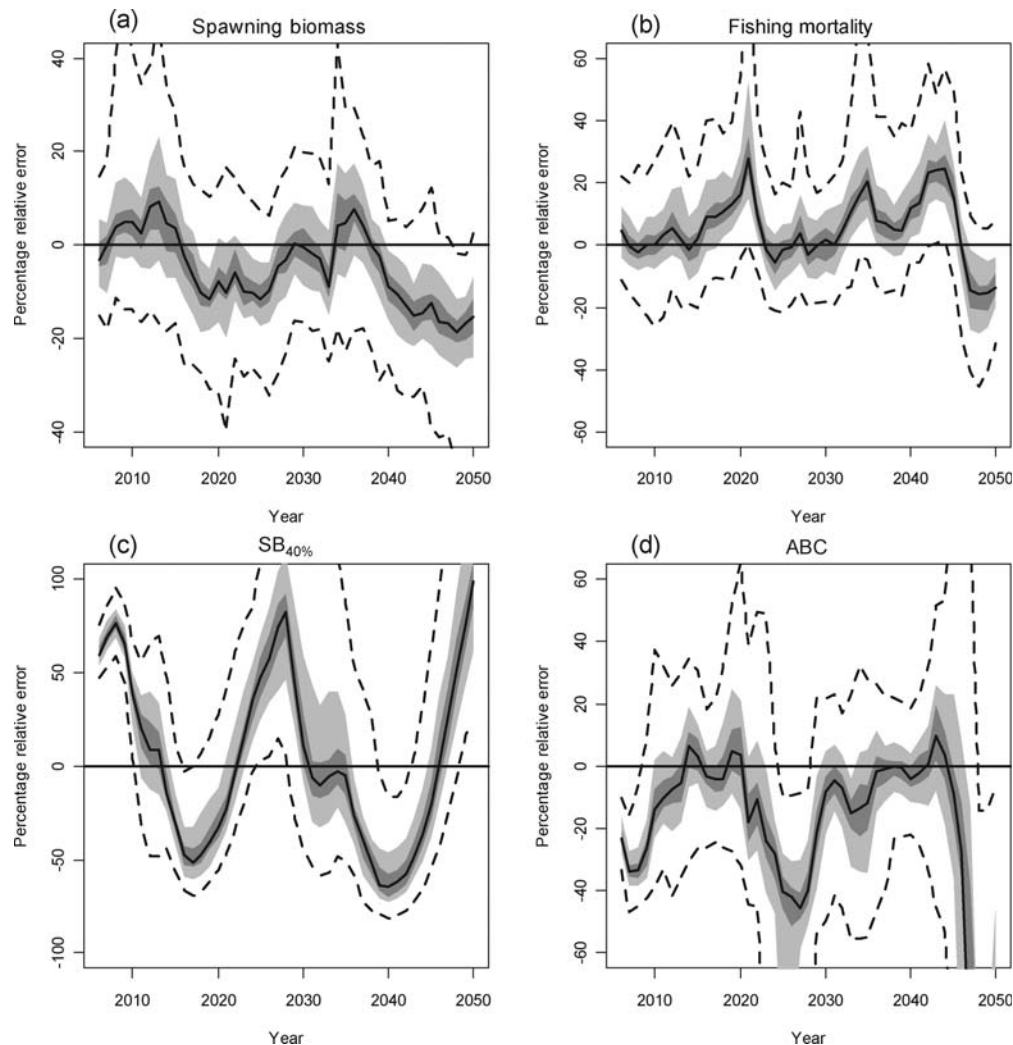 (a)
Spawning biomass
Percentage relative error
40
20
0
-20
-40
2010 2020 2030 2040 2050
Year
(b)
Fishing mortality
Percentage relative error
60
40
20
0
-20
-40
-60
2010 2020 2030 2040 2050
Year
(c)
SB40%
Percentage relative error
100
50
0
-50
-100
2010 2020 2030 2040 2050
Year
(d)
ABC
Percentage relative error
60
40
20
0
-20
-40
-60
2010 2020 2030 2040 2050
Year